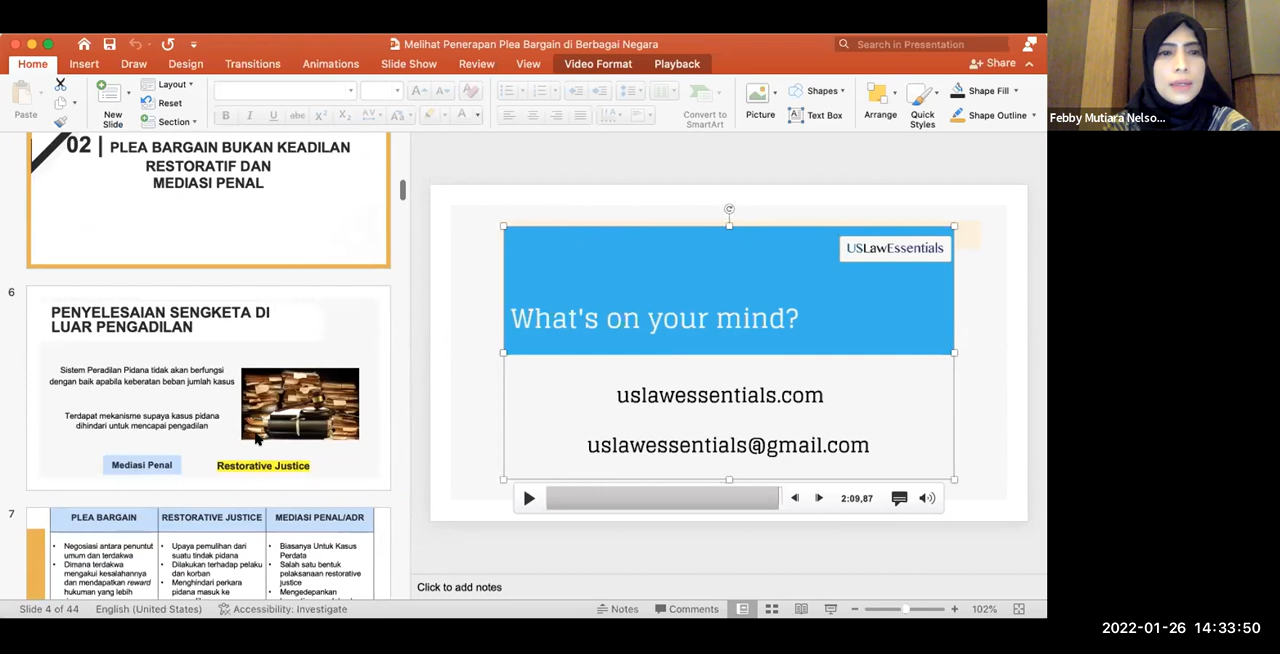 Melihat Penerapan Plea Bargain di Berbagai Negara
Search in Presentation
Home Insert Draw Design Transitions Animations Slide Show Review View Video Format Playback Share
Paste
New Slide
Layout
Reset
Section
Convert to SmartArt
Picture
Shapes
Text Box
Arrange
Quick Styles
Shape Fill
Shape Outline
Febby Mutiara Nelso...
02 | PLEA BARGAIN BUKAN KEADILAN
RESTORATIF DAN
MEDIASI PENAL
6
PENYELESAIAN SENGKETA DI
LUAR PENGADILAN
Sistem Peradilan Pidana tidak akan berfungsi
dengan baik apabila keberatan beban jumlah kasus
Terdapat mekanisme supaya kasus pidana
dihindari untuk mencapai pengadilan
Mediasi Penal
Restorative Justice
7
PLEA BARGAIN RESTORATIVE JUSTICE MEDIASI PENAL/ADR
• Negosiasi antara penuntut
umum dan terdakwa
• Dimana terdakwa
mengakui kesalahannya
dan mendapatkan reward
hukuman yang lebih
• Upaya pemulihan dari
suatu tindak pidana
• Dilakukan terhadap pelaku
dan korban
• Menghindari perkara
pidana masuk ke
• Biasanya Untuk Kasus
Perdata
• Salah satu bentuk
pelaksanaan restorative
justice
• Mengedepankan
USLawEssentials
What's on your mind?
uslawessentials.com
uslawessentials@gmail.com
2:09,87
Click to add notes
Slide 4 of 44 English (United States) Accessibility: Investigate Notes Comments 102%
2022-01-26 14:33:50